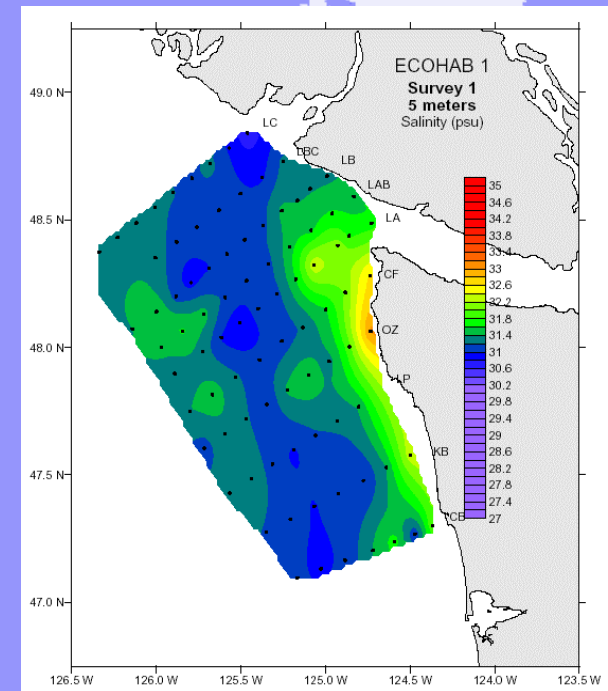 ECOHAB 1
Survey 1
5 meters
Salinity (psu)
49.0 N
48.5 N
48.0 N
47.5 N
47.0 N
LC
LBC
LB
LAB
LA
CF
OZ
LP
KB
CB
35
34.6
34.2
33.8
33.4
33
32.6
32.2
31.8
31.4
31
30.6
30.2
29.8
29.4
29
28.6
28.2
27.8
27.4
27
126.5 W 126.0 W 125.5 W 125.0 W 124.5 W 124.0 W 123.5 W